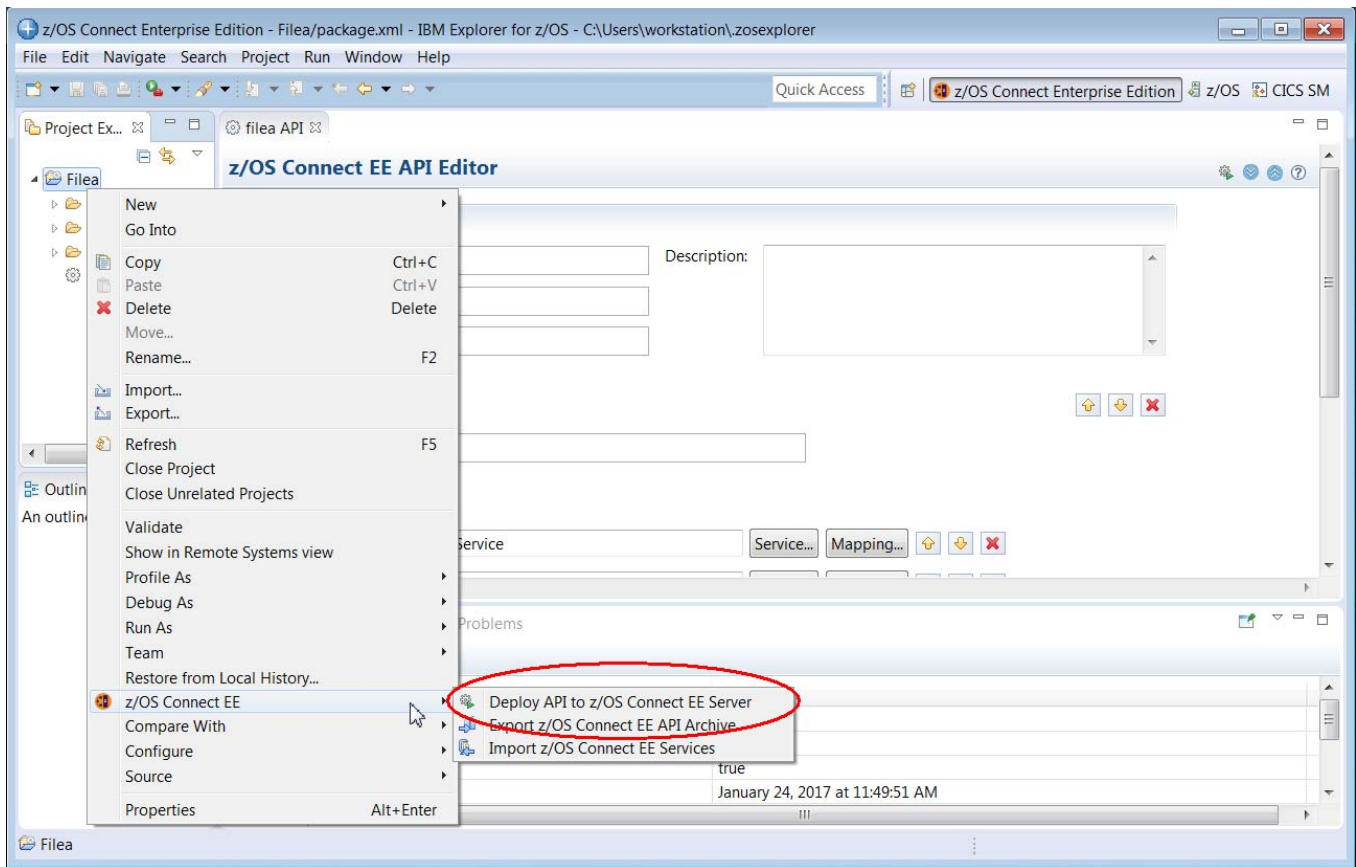 z/OS Connect Enterprise Edition - Filea/package.xml - IBM Explorer for z/OS - C:\Users\workstation\.zosexplorer
File Edit Navigate Search Project Run Window Help
Quick Access z/OS Connect Enterprise Edition z/OS CICS SM
Project Ex... filea API
z/OS Connect EE API Editor
Filea
New
Go Into
Description:
Copy Ctrl+C
Paste Ctrl+V
Delete Delete
Move...
Rename... F2
Import...
Export...
Refresh F5
Close Project
Close Unrelated Projects
Outlin
An outlin
Validate
Show in Remote Systems view
Service Service... Mapping...
Profile As
Debug As
Run As
Problems
Team
Restore from Local History...
z/OS Connect EE
Deploy API to z/OS Connect EE Server
Compare With
Export z/OS Connect EE API Archive
Configure
Import z/OS Connect EE Services
Source
true
January 24, 2017 at 11:49:51 AM
Properties Alt+Enter
Filea